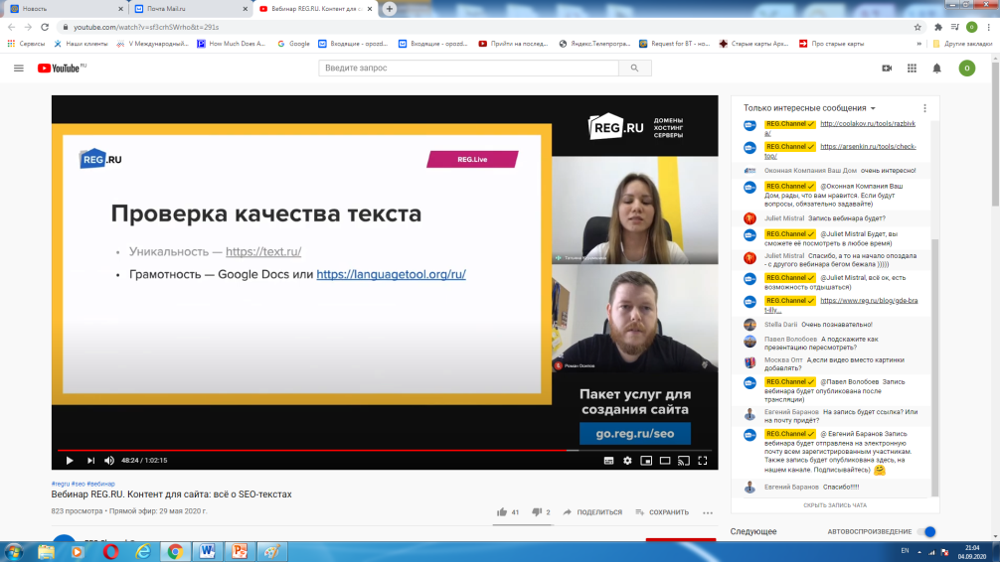 Новость
Почта Mail.ru
Вебинар REG.RU. Контент для с
youtube.com/watch?v=sf3crhSWrho&t=291s
Сервисы
Наши клиенты
V Международный...
How Much Does A...
Google
Входящие - opozd...
Входящие - opozd...
Прийти на послед...
Яндекс.Телепрогра...
Request for BT - но...
Старые карты Арх...
Про старые карты
Другие закладки
YouTube RU
Введите запрос
O
REG.RU
REG.Live
Проверка качества текста
• Уникальность — https://text.ru/
• Грамотность — Google Docs или https://languagetool.org/ru/
REG.RU
ДОМЕНЫ
ХОСТИНГ
СЕРВЕРЫ
Татьяна
Роман Осипов
Пакет услуг для
создания сайта
go.reg.ru/seo
48:24 / 1:02:15
#regru #seo #вебинар
Вебинар REG.RU. Контент для сайта: всё о SEO-текстах
823 просмотра • Прямой эфир: 29 мая 2020 г.
41
2
ПОДЕЛИТЬСЯ
СОХРАНИТЬ
Только интересные сообщения
REG.Channel http://coolakov.ru/tools/razbivk
a/
REG.Channel https://arsenkin.ru/tools/check-
top/
Оконная Компания Ваш Дом очень интересно!
REG.Channel @Оконная Компания Ваш
Дом, рады, что вам нравится. Если будут
вопросы, обязательно задавайте)
Juliet Mistral Запись вебинара будет?
REG.Channel @Juliet Mistral Будет, вы
сможете её посмотреть в любое время)
Juliet Mistral Спасибо, а то на начало опоздала
- с другого вебинара бегом бежала )))))
REG.Channel @Juliet Mistral, всё ок, есть
возможность отдышаться)
REG.Channel https://www.reg.ru/blog/gde-bra
t-illy...
Stella Darii Очень познавательно!
Павел Волобоев А подскажите как
презентацию пересмотреть?
Москва Опт А,если видео вместо картинки
добавлять?
REG.Channel @Павел Волобоев Запись
вебинара будет опубликована после
трансляции)
Евгений Баранов На запись будет ссылка? Или
на почту придёт?
REG.Channel @ Евгений Баранов Запись
вебинара будет отправлена на электронную
почту всем зарегистрированным участникам.
Также запись будет опубликована здесь, на
нашем канале. Подписывайтесь)
Евгений Баранов Спасибо!!!!!
СКРЫТЬ ЗАПИСЬ ЧАТА
Следующее
АВТОВОСПРОИЗВЕДЕНИЕ
EN
21:04
04.09.2020